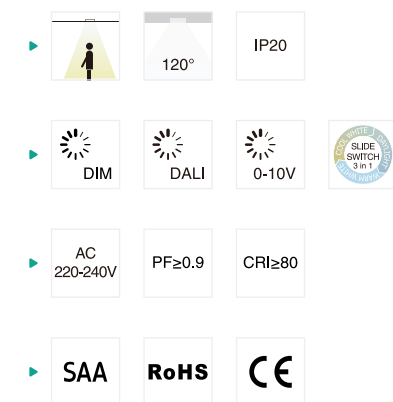 120°
IP20
DIM
DALI
0-10V
COOL WHITE
DAYLIGHT
WARM WHITE
SLIDE
SWITCH
3 in 1
AC
220-240V
PF≥0.9
CRI≥80
SAA
RoHS
CE